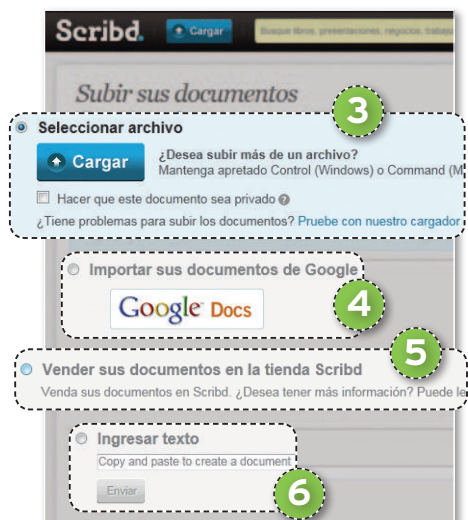 Scribd.
Cargar
Busque libros, presentaciones, negocios, trabajo
Subir sus documentos
3
Seleccionar archivo
Cargar
¿Desea subir más de un archivo?
Mantenga apretado Control (Windows) o Command (M
Hacer que este documento sea privado
¿Tiene problemas para subir los documentos? Pruebe con nuestro cargador
Importar sus documentos de Google
Google Docs
4
5
Vender sus documentos en la tienda Scribd
Venda sus documentos en Scribd. ¿Desea tener más información? Puede le
Ingresar texto
Copy and paste to create a document
Enviar
6